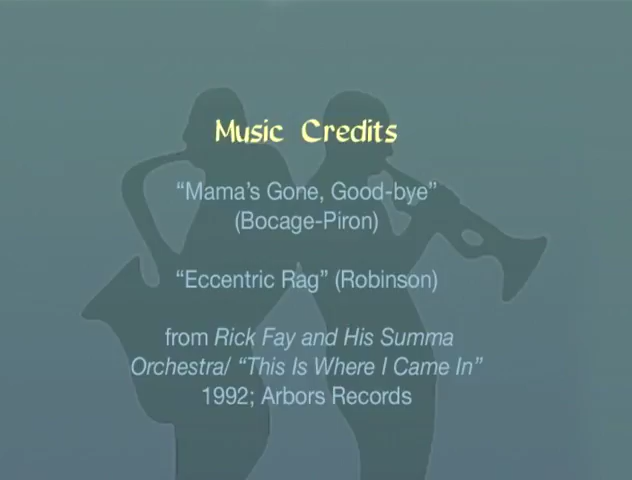 Music Credits
“Mama’s Gone, Good-bye”
(Bocage-Piron)
“Eccentric Rag” (Robinson)
from Rick Fay and His Summa
Orchestra/ “This Is Where I Came In”
1992; Arbors Records